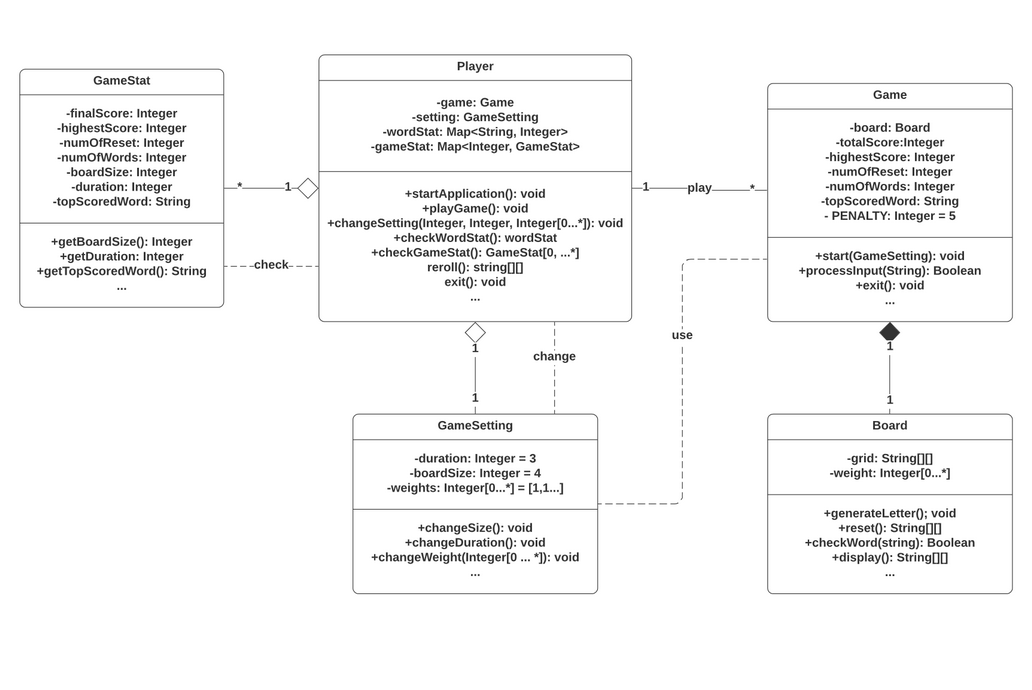 GameStat
-finalScore: Integer
-highestScore: Integer
-numOfReset: Integer
-numOfWords: Integer
-boardSize: Integer
-duration: Integer
-topScoredWord: String
+getBoardSize(): Integer
+getDuration: Integer
+getTopScoredWord(): String
...
* 1
check
Player
-game: Game
-setting: GameSetting
-wordStat: Map<String, Integer>
-gameStat: Map<Integer, GameStat>
+startApplication(): void
+playGame(): void
+changeSetting(Integer, Integer, Integer[0...*]): void
+checkWordStat(): wordStat
+checkGameStat(): GameStat[0, ...*]
reroll(): string[][]
exit(): void
...
1 play *
Game
-board: Board
-totalScore:Integer
-highestScore: Integer
-numOfReset: Integer
-numOfWords: Integer
-topScoredWord: String
- PENALTY: Integer = 5
+start(GameSetting): void
+processInput(String): Boolean
+exit(): void
...
1
change
use
1
1
1
GameSetting
-duration: Integer = 3
-boardSize: Integer = 4
-weights: Integer[0...*] = [1,1...]
+changeSize(): void
+changeDuration(): void
+changeWeight(Integer[0 ... *]): void
...
Board
-grid: String[][]
-weight: Integer[0...*]
+generateLetter(); void
+reset(): String[][]
+checkWord(string): Boolean
+display(): String[][]
...